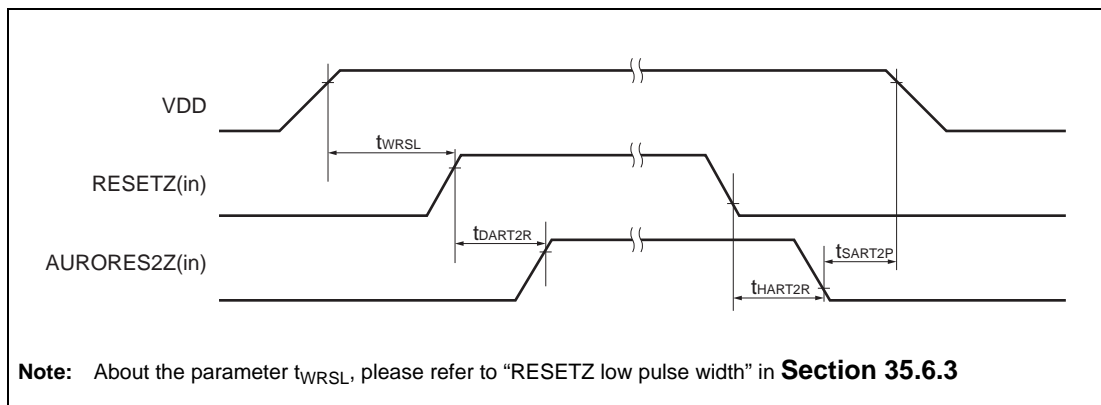 VDD
tWRSL
RESETZ(in)
tDART2R
AURORES2Z(in)
tSART2P
tHART2R
Note: About the parameter tWRSL, please refer to “RESETZ low pulse width” in Section 35.6.3